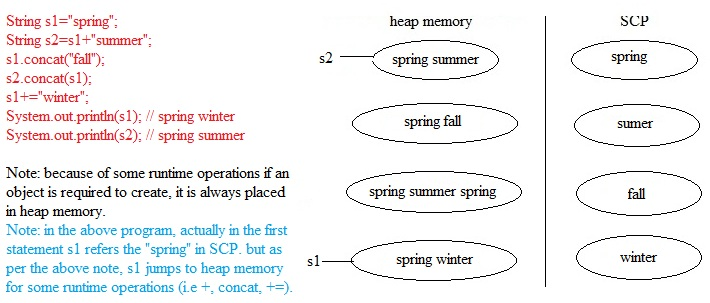 String s1="spring";
String s2=s1+"summer";
s1.concat("fall");
s2.concat(s1);
s1+="winter";
System.out.println(s1); // spring winter
System.out.println(s2); // spring summer
Note: because of some runtime operations if an
object is required to create, it is always placed
in heap memory.
Note: in the above program, actually in the first
statement s1 refers the "spring" in SCP. but as
per the above note, s1 jumps to heap memory
for some runtime operations (i.e +, concat, +=).
heap memory
s2
spring summer
spring fall
spring summer spring
s1
spring winter
SCP
spring
sumer
fall
winter